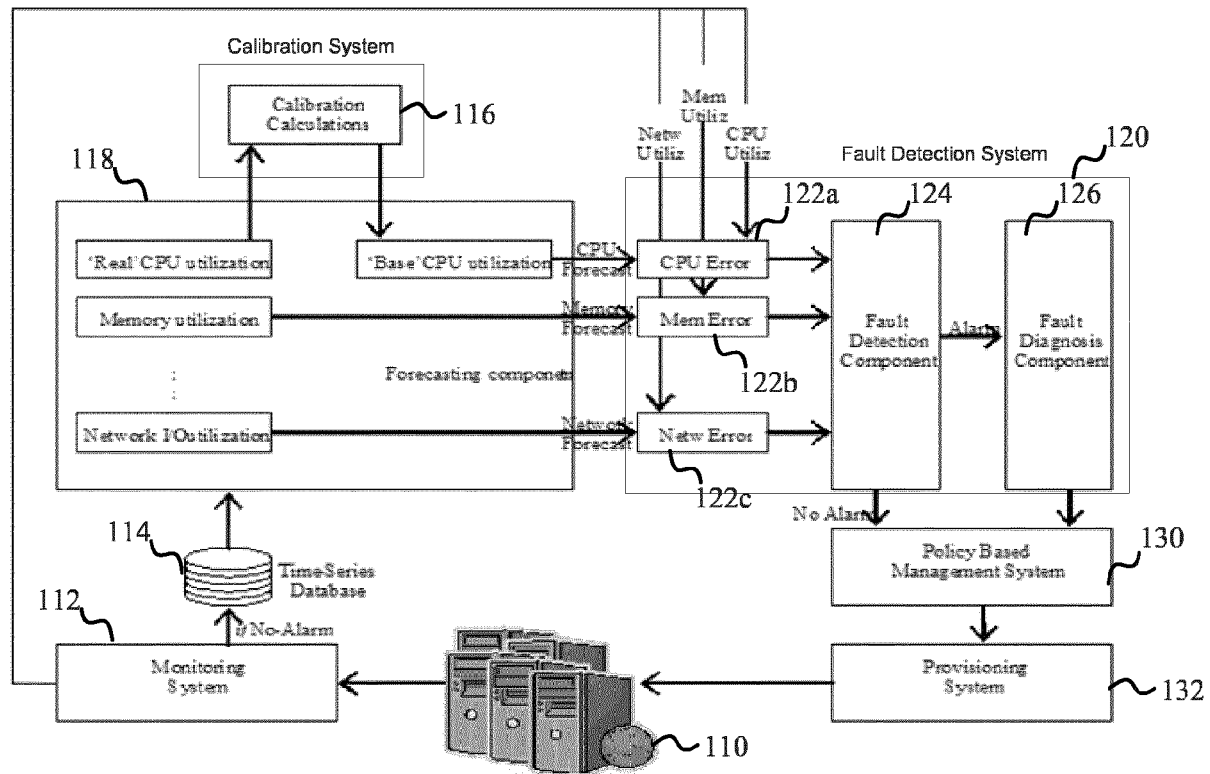 Calibration System
Calibration
Calculations
116
Mem
Utiliz
Netw
Utiliz
CPU
Utiliz
Fault Detection System
120
118
122a
124
126
'Real' CPU utilization
'Base' CPU utilization
CPU
Forecast
CPU Error
Memory utilization
Memory
Forecast
Mem Error
Fault
Detection
Component
Alarm
Fault
Diagnosis
Component
:
:
Forecasting component
122b
Network I/O utilization
Network
Forecast
Netw Error
122c
No Alarm
114
Time-Series
Database
Policy Based
Management System
130
112
if No-Alarm
Monitoring
System
Provisioning
System
132
110